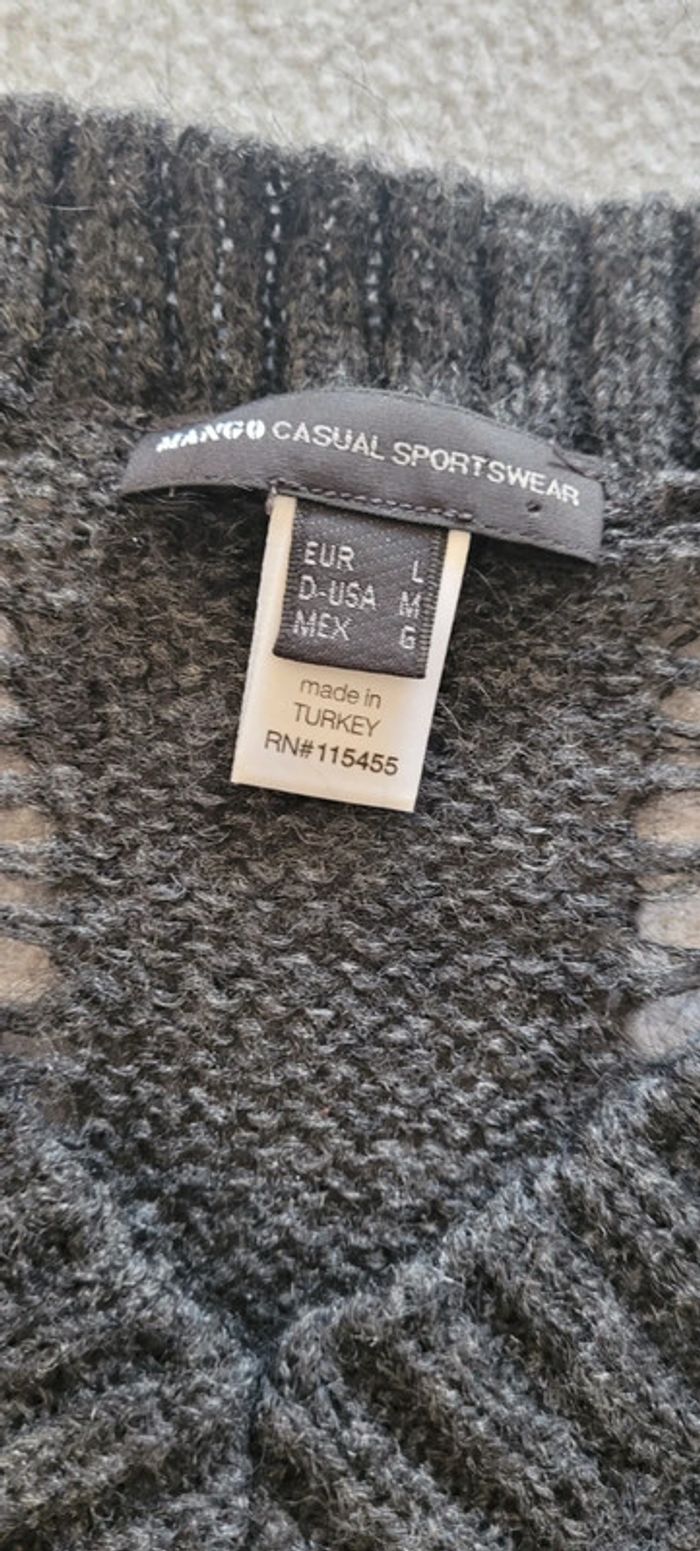 MANGO CASUAL SPORTSWEAR
EUR L
D-USA M
MEX G
made in
TURKEY
RN#115455